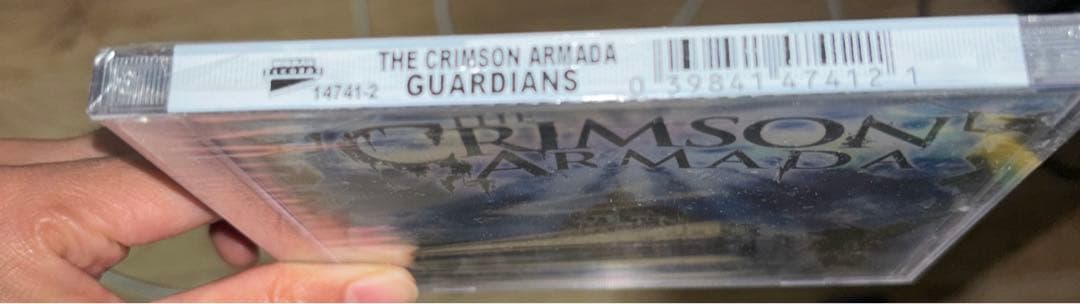 THE CRIMSON ARMADA
14741-2 GUARDIANS
0 39841 47412 1
THE
CRIMSON
ARMADA